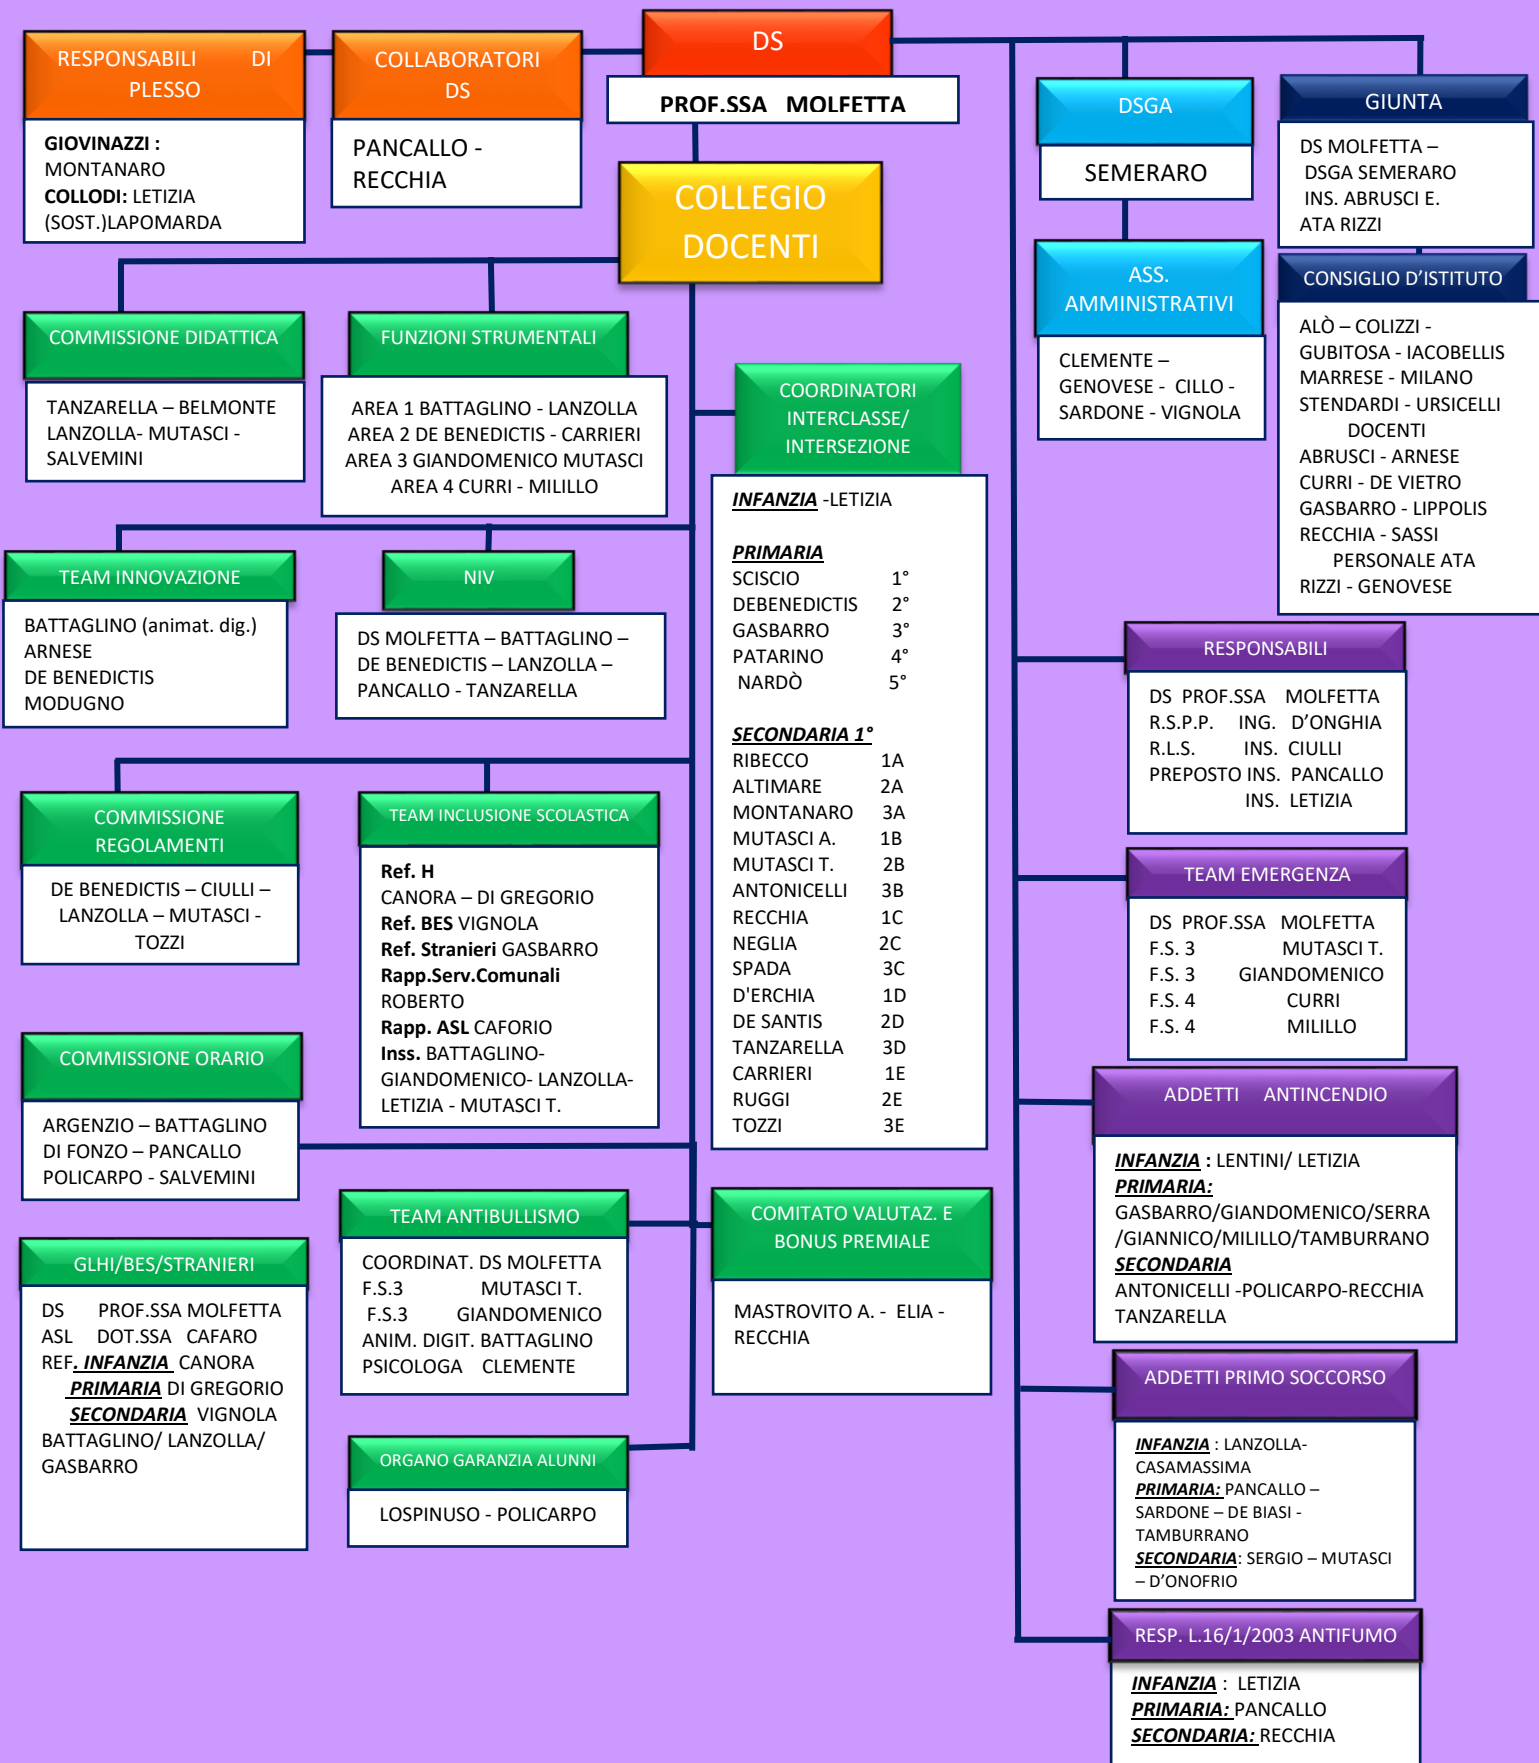 RESPONSABILI DI
PLESSO
GIOVINAZZI :
MONTANARO
COLLODI: LETIZIA
(SOST.)LAPOMARDA
COLLABORATORI
DS
PANCALLO -
RECCHIA
DS
PROF.SSA MOLFETTA
COLLEGIO
DOCENTI
DSGA
SEMERARO
ASS.
AMMINISTRATIVI
CLEMENTE –
GENOVESE - CILLO -
SARDONE - VIGNOLA
GIUNTA
DS MOLFETTA –
DSGA SEMERARO
INS. ABRUSCI E.
ATA RIZZI
CONSIGLIO D'ISTITUTO
ALÒ – COLIZZI -
GUBITOSA - IACOBELLIS
MARRESE - MILANO
STENDARDI - URSICELLI
DOCENTI
ABRUSCI - ARNESE
CURRI - DE VIETRO
GASBARRO - LIPPOLIS
RECCHIA - SASSI
PERSONALE ATA
RIZZI - GENOVESE
COMMISSIONE DIDATTICA
TANZARELLA – BELMONTE
LANZOLLA- MUTASCI -
SALVEMINI
FUNZIONI STRUMENTALI
AREA 1 BATTAGLINO - LANZOLLA
AREA 2 DE BENEDICTIS - CARRIERI
AREA 3 GIANDOMENICO MUTASCI
AREA 4 CURRI - MILILLO
COORDINATORI
INTERCLASSE/
INTERSEZIONE
INFANZIA -LETIZIA
PRIMARIA
SCISCIO 1°
DEBENEDICTIS 2°
GASBARRO 3°
PATARINO 4°
NARDÒ 5°
SECONDARIA 1°
RIBECCO 1A
ALTIMARE 2A
MONTANARO 3A
MUTASCI A. 1B
MUTASCI T. 2B
ANTONICELLI 3B
RECCHIA 1C
NEGLIA 2C
SPADA 3C
D'ERCHIA 1D
DE SANTIS 2D
TANZARELLA 3D
CARRIERI 1E
RUGGI 2E
TOZZI 3E
TEAM INNOVAZIONE
BATTAGLINO (animat. dig.)
ARNESE
DE BENEDICTIS
MODUGNO
NIV
DS MOLFETTA – BATTAGLINO –
DE BENEDICTIS – LANZOLLA –
PANCALLO - TANZARELLA
COMMISSIONE
REGOLAMENTI
DE BENEDICTIS – CIULLI –
LANZOLLA – MUTASCI -
TOZZI
TEAM INCLUSIONE SCOLASTICA
Ref. H
CANORA – DI GREGORIO
Ref. BES VIGNOLA
Ref. Stranieri GASBARRO
Rapp.Serv.Comunali
ROBERTO
Rapp. ASL CAFORIO
Inss. BATTAGLINO-
GIANDOMENICO- LANZOLLA-
LETIZIA - MUTASCI T.
COMMISSIONE ORARIO
ARGENZIO – BATTAGLINO
DI FONZO – PANCALLO
POLICARPO - SALVEMINI
GLHI/BES/STRANIERI
DS PROF.SSA MOLFETTA
ASL DOT.SSA CAFARO
REF. INFANZIA CANORA
PRIMARIA DI GREGORIO
SECONDARIA VIGNOLA
BATTAGLINO/ LANZOLLA/
GASBARRO
TEAM ANTIBULLISMO
COORDINAT. DS MOLFETTA
F.S.3 MUTASCI T.
F.S.3 GIANDOMENICO
ANIM. DIGIT. BATTAGLINO
PSICOLOGA CLEMENTE
ORGANO GARANZIA ALUNNI
LOSPINUSO - POLICARPO
COMITATO VALUTAZ. E
BONUS PREMIALE
MASTROVITO A. - ELIA -
RECCHIA
RESPONSABILI
DS PROF.SSA MOLFETTA
R.S.P.P. ING. D'ONGHIA
R.L.S. INS. CIULLI
PREPOSTO INS. PANCALLO
INS. LETIZIA
TEAM EMERGENZA
DS PROF.SSA MOLFETTA
F.S. 3 MUTASCI T.
F.S. 3 GIANDOMENICO
F.S. 4 CURRI
F.S. 4 MILILLO
ADDETTI ANTINCENDIO
INFANZIA : LENTINI/ LETIZIA
PRIMARIA:
GASBARRO/GIANDOMENICO/SERRA
/GIANNICO/MILILLO/TAMBURRANO
SECONDARIA
ANTONICELLI -POLICARPO-RECCHIA
TANZARELLA
ADDETTI PRIMO SOCCORSO
INFANZIA : LANZOLLA-
CASAMASSIMA
PRIMARIA: PANCALLO –
SARDONE – DE BIASI -
TAMBURRANO
SECONDARIA: SERGIO – MUTASCI
– D'ONOFRIO
RESP. L.16/1/2003 ANTIFUMO
INFANZIA : LETIZIA
PRIMARIA: PANCALLO
SECONDARIA: RECCHIA